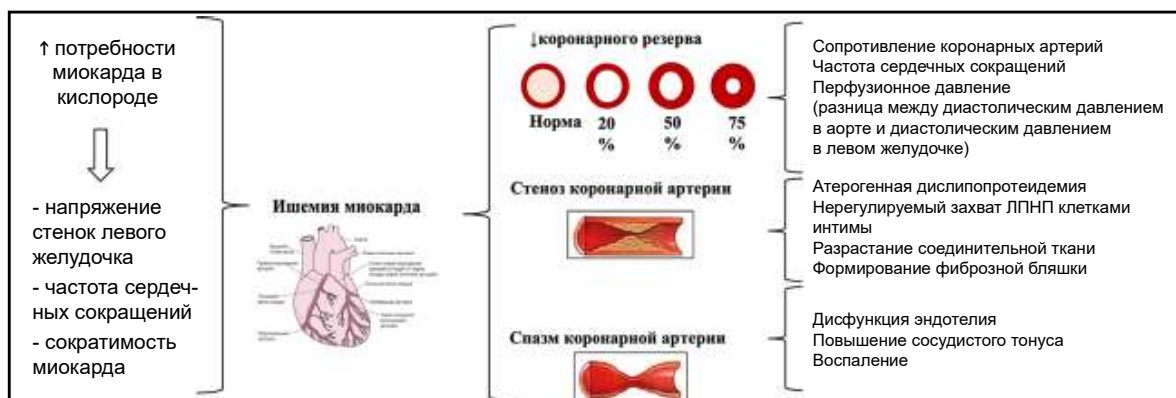 ↑ потребности
миокарда в
кислороде
- напряжение
стенок левого
желудочка
- частота сердеч-
ных сокращений
- сократимость
миокарда
Ишемия миокарда
↓коронарного резерва
Норма 20 % 50 % 75 %
Стеноз коронарной артерии
Спазм коронарной артерии
Сопротивление коронарных артерий
Частота сердечных сокращений
Перфузионное давление
(разница между диастолическим давлением
в аорте и диастолическим давлением
в левом желудочке)
Атерогенная дислипопротеидемия
Нерегулируемый захват ЛПНП клетками
интимы
Разрастание соединительной ткани
Формирование фиброзной бляшки
Дисфункция эндотелия
Повышение сосудистого тонуса
Воспаление